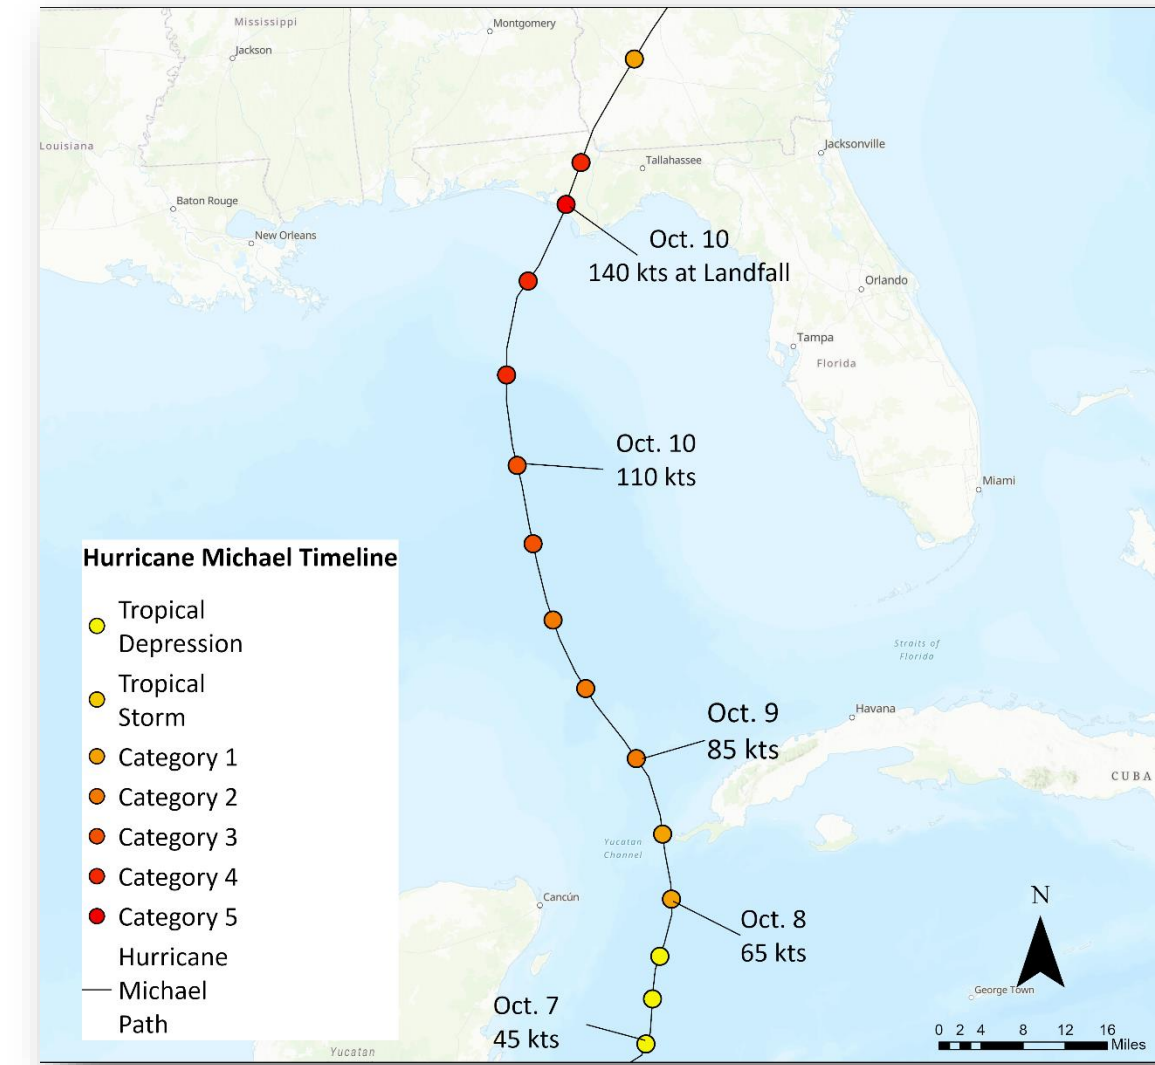 Mississippi
Montgomery
Jackson
Louisiana
Jacksonville
Tallahassee
Baton Rouge
New Orleans
Oct. 10
140 kts at Landfall
Orlando
Tampa
Florida
Oct. 10
110 kts
Miami
Hurricane Michael Timeline
Tropical
Depression
Tropical
Storm
Category 1
Category 2
Category 3
Category 4
Category 5
Hurricane
Michael
Path
Straits of
Florida
Havana
Oct. 9
85 kts
CUBA
Yucatan
Channel
Cancún
Oct. 8
65 kts
N
George Town
Oct. 7
45 kts
Yucatan
0 2 4 8 12 16
Miles